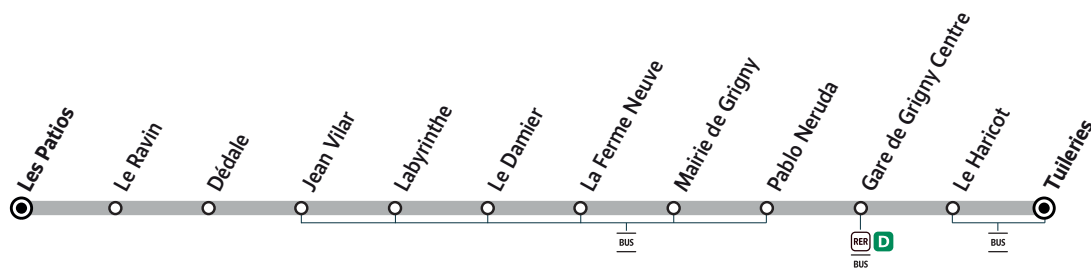 Les Patios
Le Ravin
Dédale
Jean Vilar
Labyrinthe
Le Damier
La Ferme Neuve
Mairie de Grigny
Pablo Neruda
Gare de Grigny Centre
Le Haricot
Tuileries
BUS
RER D
BUS
BUS